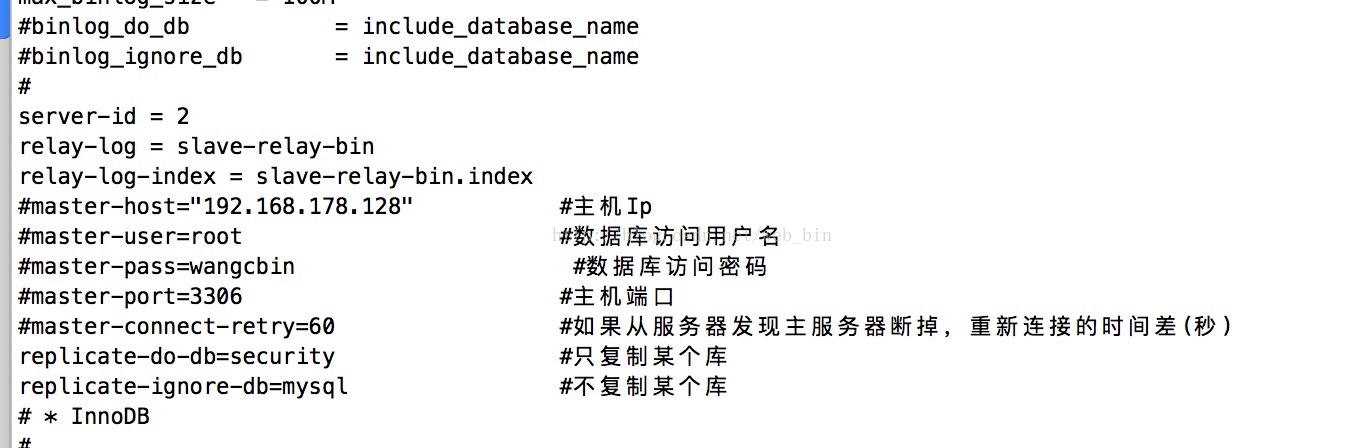 #binlog_do_db = include_database_name
#binlog_ignore_db = include_database_name
#
server-id = 2
relay-log = slave-relay-bin
relay-log-index = slave-relay-bin.index
#master-host="192.168.178.128" #主机Ip
#master-user=root #数据库访问用户名
#master-pass=wangcbin #数据库访问密码
#master-port=3306 #主机端口
#master-connect-retry=60 #如果从服务器发现主服务器断掉，重新连接的时间差(秒)
replicate-do-db=security #只复制某个库
replicate-ignore-db=mysql #不复制某个库
# * InnoDB
#